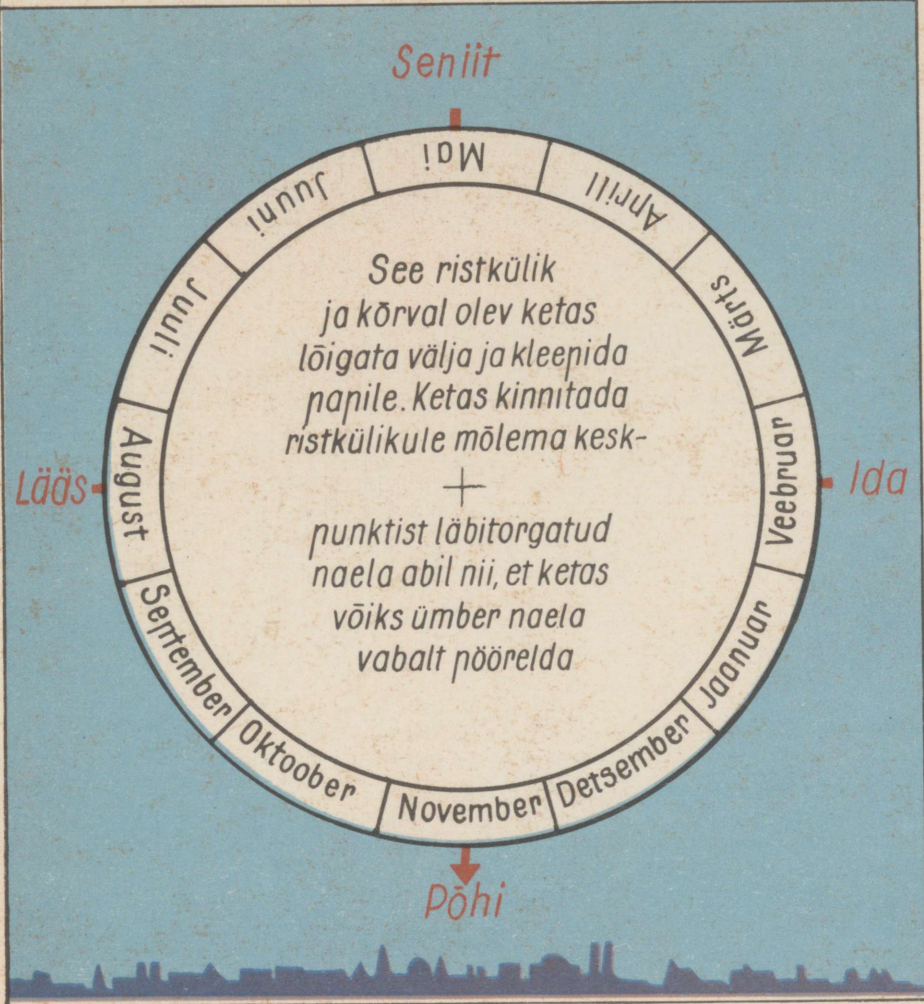 Seniit
Mai
Aprill
Märts
Veebruar
Jaanuar
Detsember
November
Oktoober
September
August
Juuli
Juuni
See ristkülik
ja kõrval olev ketas
lõigata välja ja kleepida
papile. Ketas kinnitada
ristkülikule mõlema kesk-
punktist läbitorgatud
naela abil nii, et ketas
võiks ümber naela
vabalt pöörelda
Lääs
Ida
Põhi